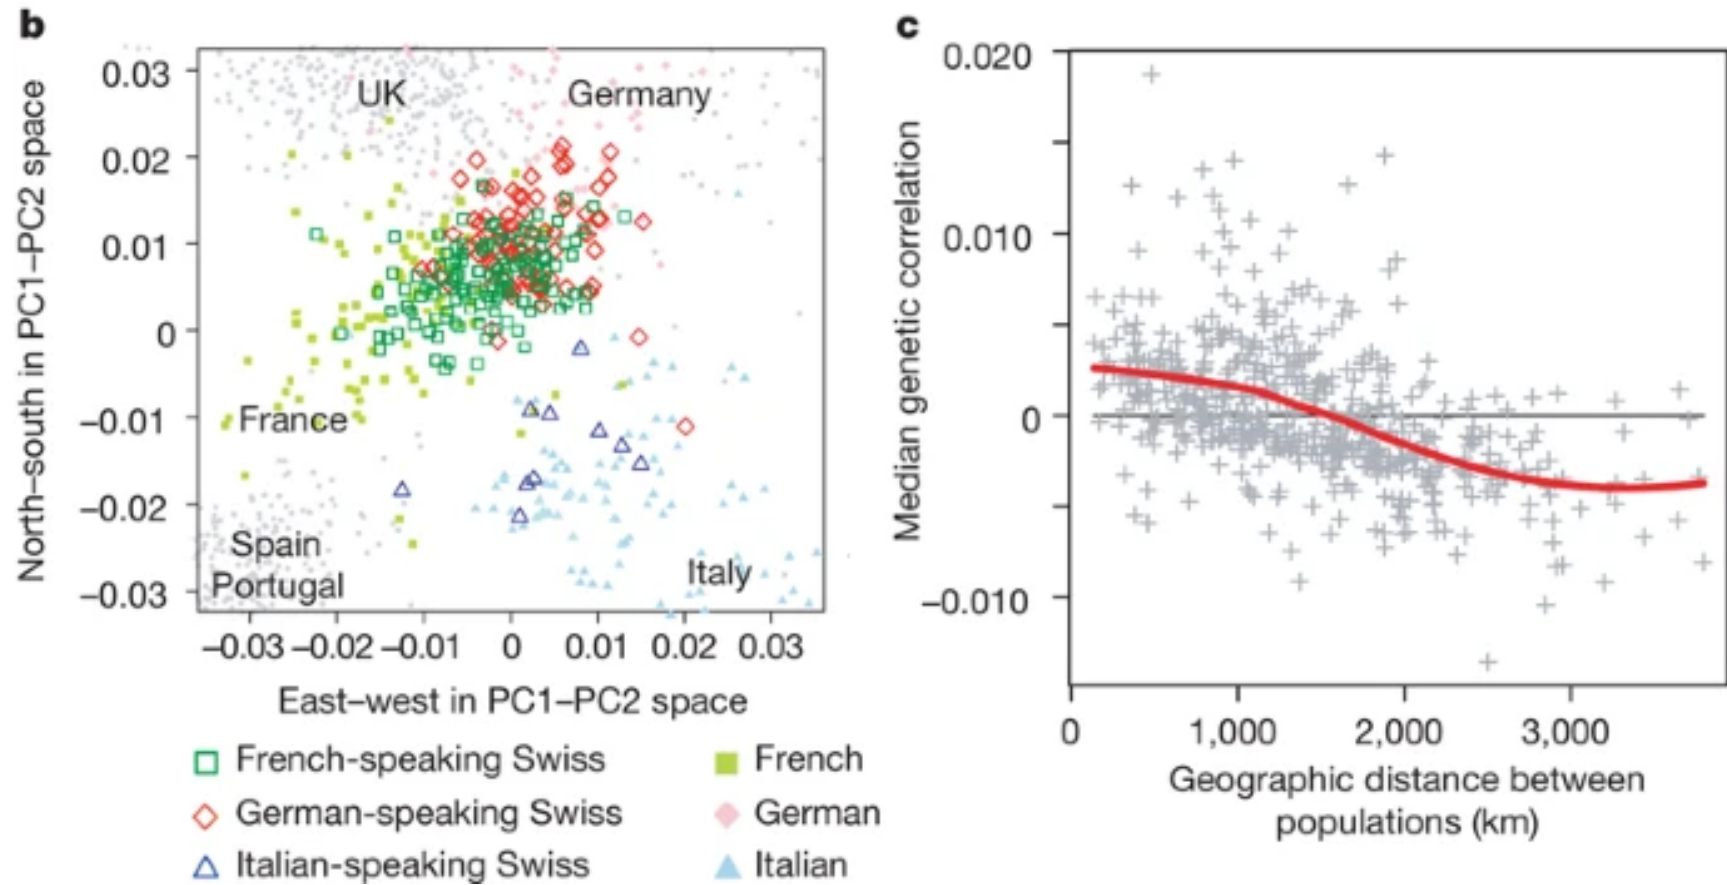 b
North–south in PC1–PC2 space
0.03
0.02
0.01
0
−0.01
−0.02
−0.03
UK
Germany
France
Spain
Portugal
Italy
−0.03 −0.02 −0.01 0 0.01 0.02 0.03
East–west in PC1–PC2 space
French-speaking Swiss
German-speaking Swiss
Italian-speaking Swiss
French
German
Italian
c
Median genetic correlation
0.020
0.010
0
−0.010
0 1,000 2,000 3,000
Geographic distance between
populations (km)